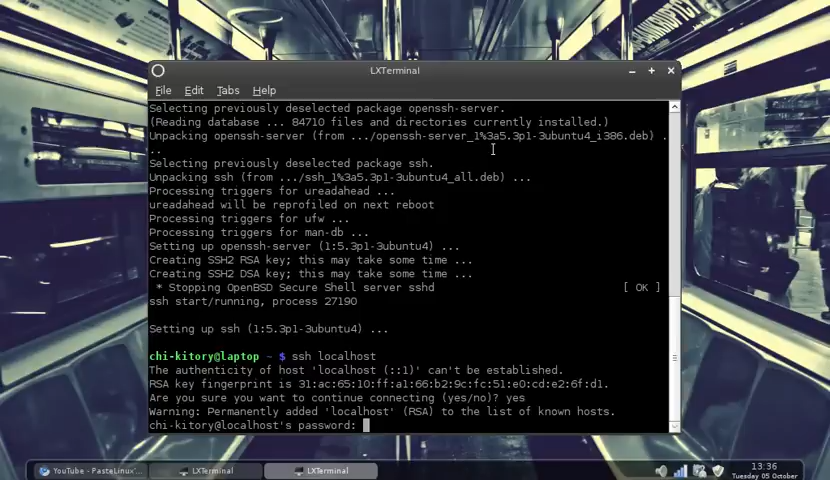 LXTerminal
File Edit Tabs Help
Selecting previously deselected package openssh-server.
(Reading database ... 84710 files and directories currently installed.)
Unpacking openssh-server (from .../openssh-server_1%3a5.3p1-3ubuntu4_i386.deb) .
..
Selecting previously deselected package ssh.
Unpacking ssh (from .../ssh_1%3a5.3p1-3ubuntu4_all.deb) ...
Processing triggers for ureadahead ...
ureadahead will be reprofiled on next reboot
Processing triggers for ufw ...
Processing triggers for man-db ...
Setting up openssh-server (1:5.3p1-3ubuntu4) ...
Creating SSH2 RSA key; this may take some time ...
Creating SSH2 DSA key; this may take some time ...
* Stopping OpenBSD Secure Shell server sshd [ OK ]
ssh start/running, process 27190
Setting up ssh (1:5.3p1-3ubuntu4) ...
chi-kitory@laptop ~ $ ssh localhost
The authenticity of host 'localhost (::1)' can't be established.
RSA key fingerprint is 31:ac:65:10:ff:a1:66:b2:9c:fc:51:e0:cd:e2:6f:d1.
Are you sure you want to continue connecting (yes/no)? yes
Warning: Permanently added 'localhost' (RSA) to the list of known hosts.
chi-kitory@localhost's password:
YouTube - PasteLinux'... LXTerminal LXTerminal 13:36
Tuesday 05 October